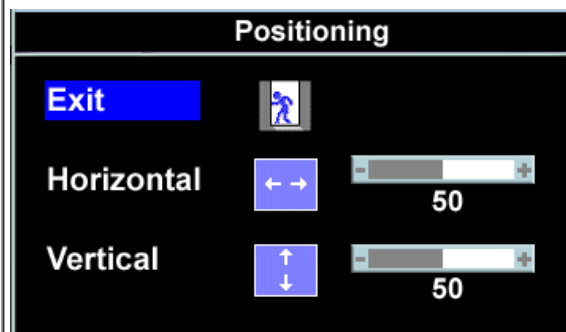 Positioning
Exit
Horizontal
- +
50
Vertical
- +
50